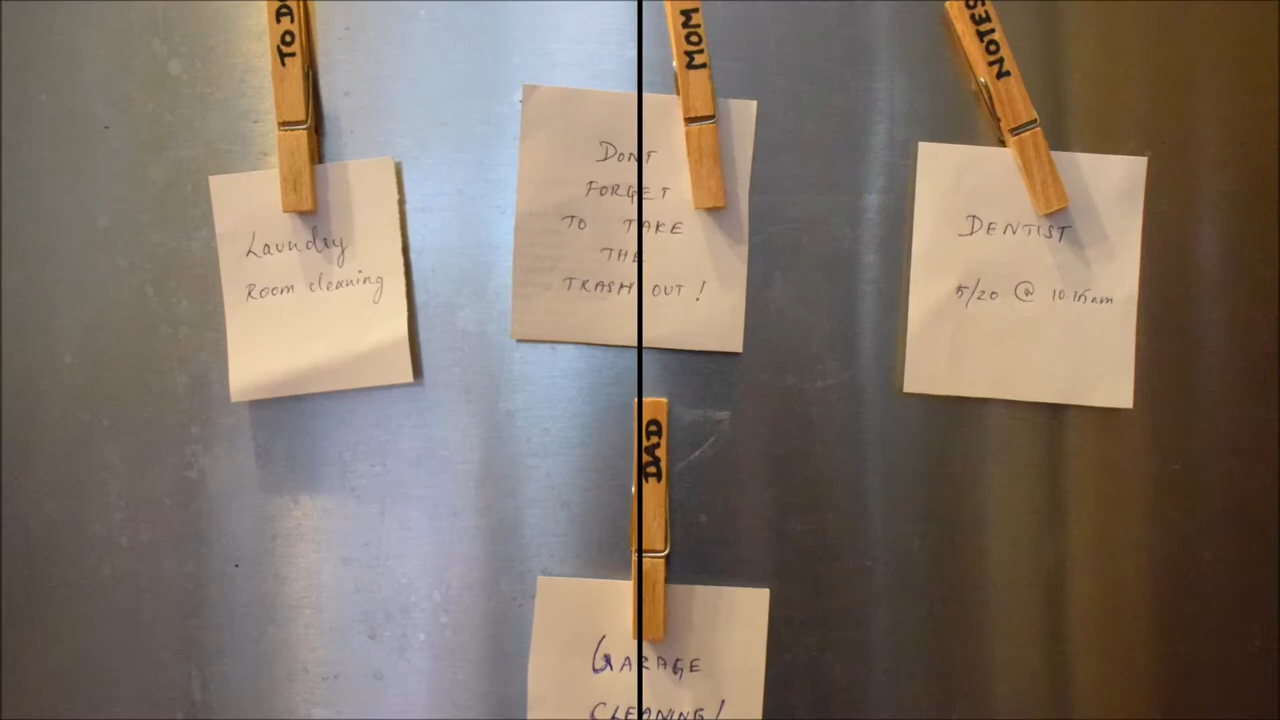 TO DO
Laundry
Room cleaning
MOM
DONT
FORGET
TO TAKE
THE
TRASH OUT!
NOTES
DENTIST
5/20 @ 10:15am
DAD
GARAGE
CLEANING!